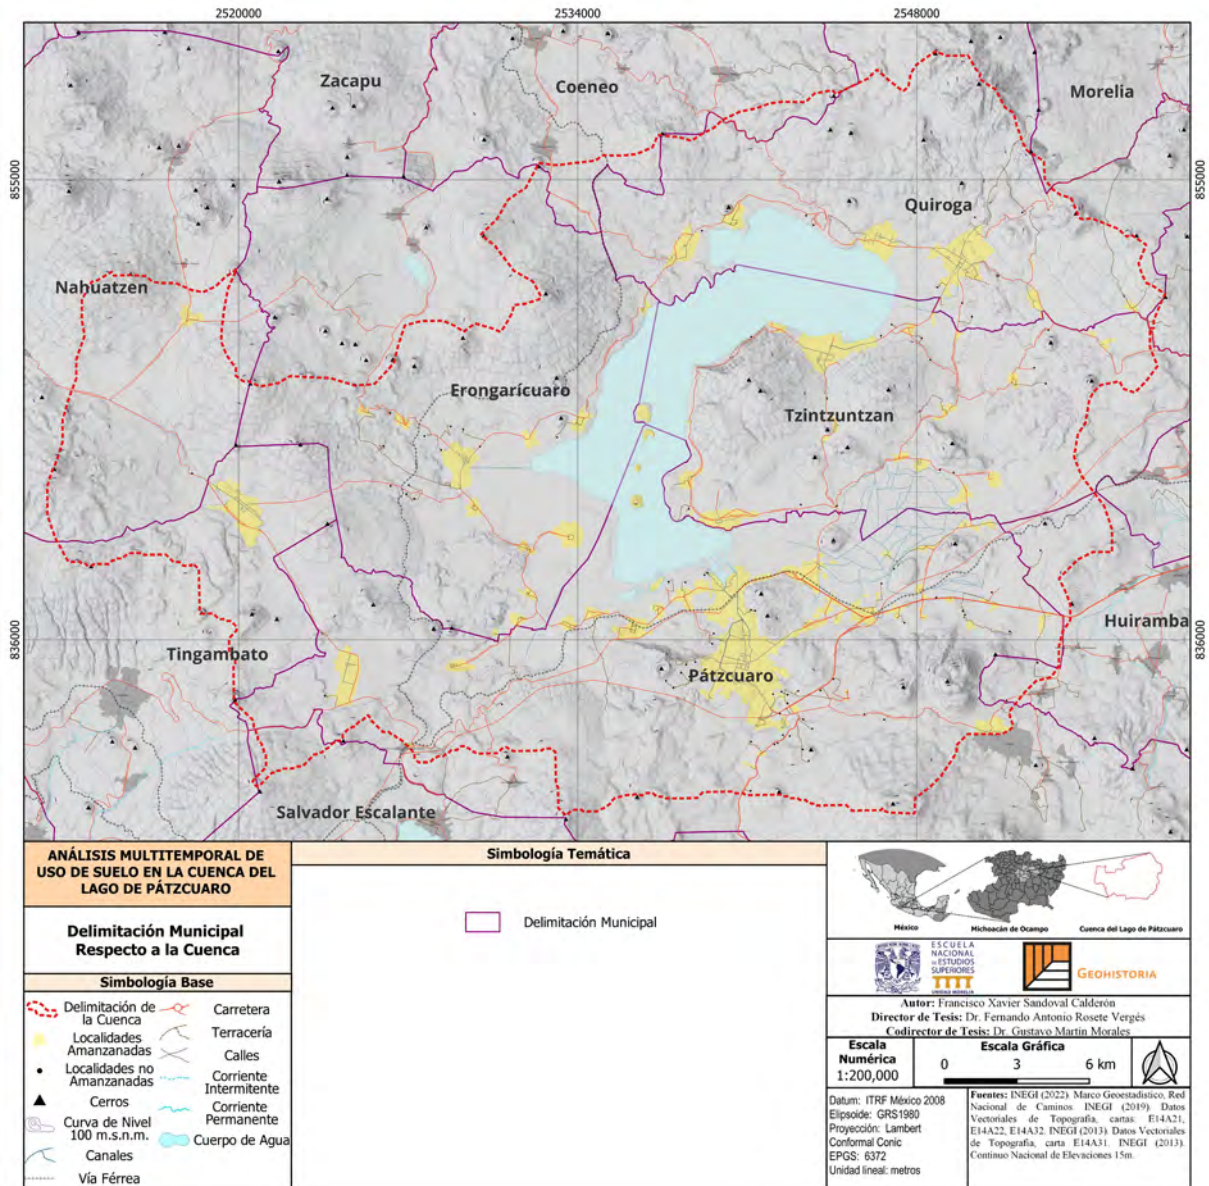 2520000
2534000
2548000
855000
855000
836000
836000
Zacapu
Coeneo
Morelia
Quiroga
Nahuatzen
Erongarícuaro
Tzintzuntzan
Huiramba
Tingambato
Pátzcuaro
Salvador Escalante
ANÁLISIS MULTITEMPORAL DE
USO DE SUELO EN LA CUENCA DEL
LAGO DE PÁTZCUARO
Delimitación Municipal
Respecto a la Cuenca
Simbología Base
Delimitación de
la Cuenca
Localidades
Amanzanadas
Localidades no
Amanzanadas
Cerros
Curva de Nivel
100 m.s.n.m.
Canales
Vía Férrea
Carretera
Terracería
Calles
Corriente
Intermitente
Corriente
Permanente
Cuerpo de Agua
Simbología Temática
Delimitación Municipal
México
Michoacán de Ocampo
Cuenca del Lago de Pátzcuaro
ESCUELA
NACIONAL
DE ESTUDIOS
SUPERIORES
UNIDAD MORELIA
GEOHISTORIA
Autor: Francisco Xavier Sandoval Calderón
Director de Tesis: Dr. Fernando Antonio Rosete Vergés
Codirector de Tesis: Dr. Gustavo Martín Morales
Escala
Numérica
1:200,000
Escala Gráfica
0 3 6 km
Datum: ITRF México 2008
Elipsoide: GRS1980
Proyección: Lambert
Conformal Conic
EPGS: 6372
Unidad lineal: metros
Fuentes: INEGI (2022). Marco Geoestadístico, Red
Nacional de Caminos. INEGI (2019). Datos
Vectoriales de Topografía, cartas: E14A21,
E14A22, E14A32. INEGI (2013). Datos Vectoriales
de Topografía, carta E14A31. INEGI (2013).
Continuo Nacional de Elevaciones 15m.